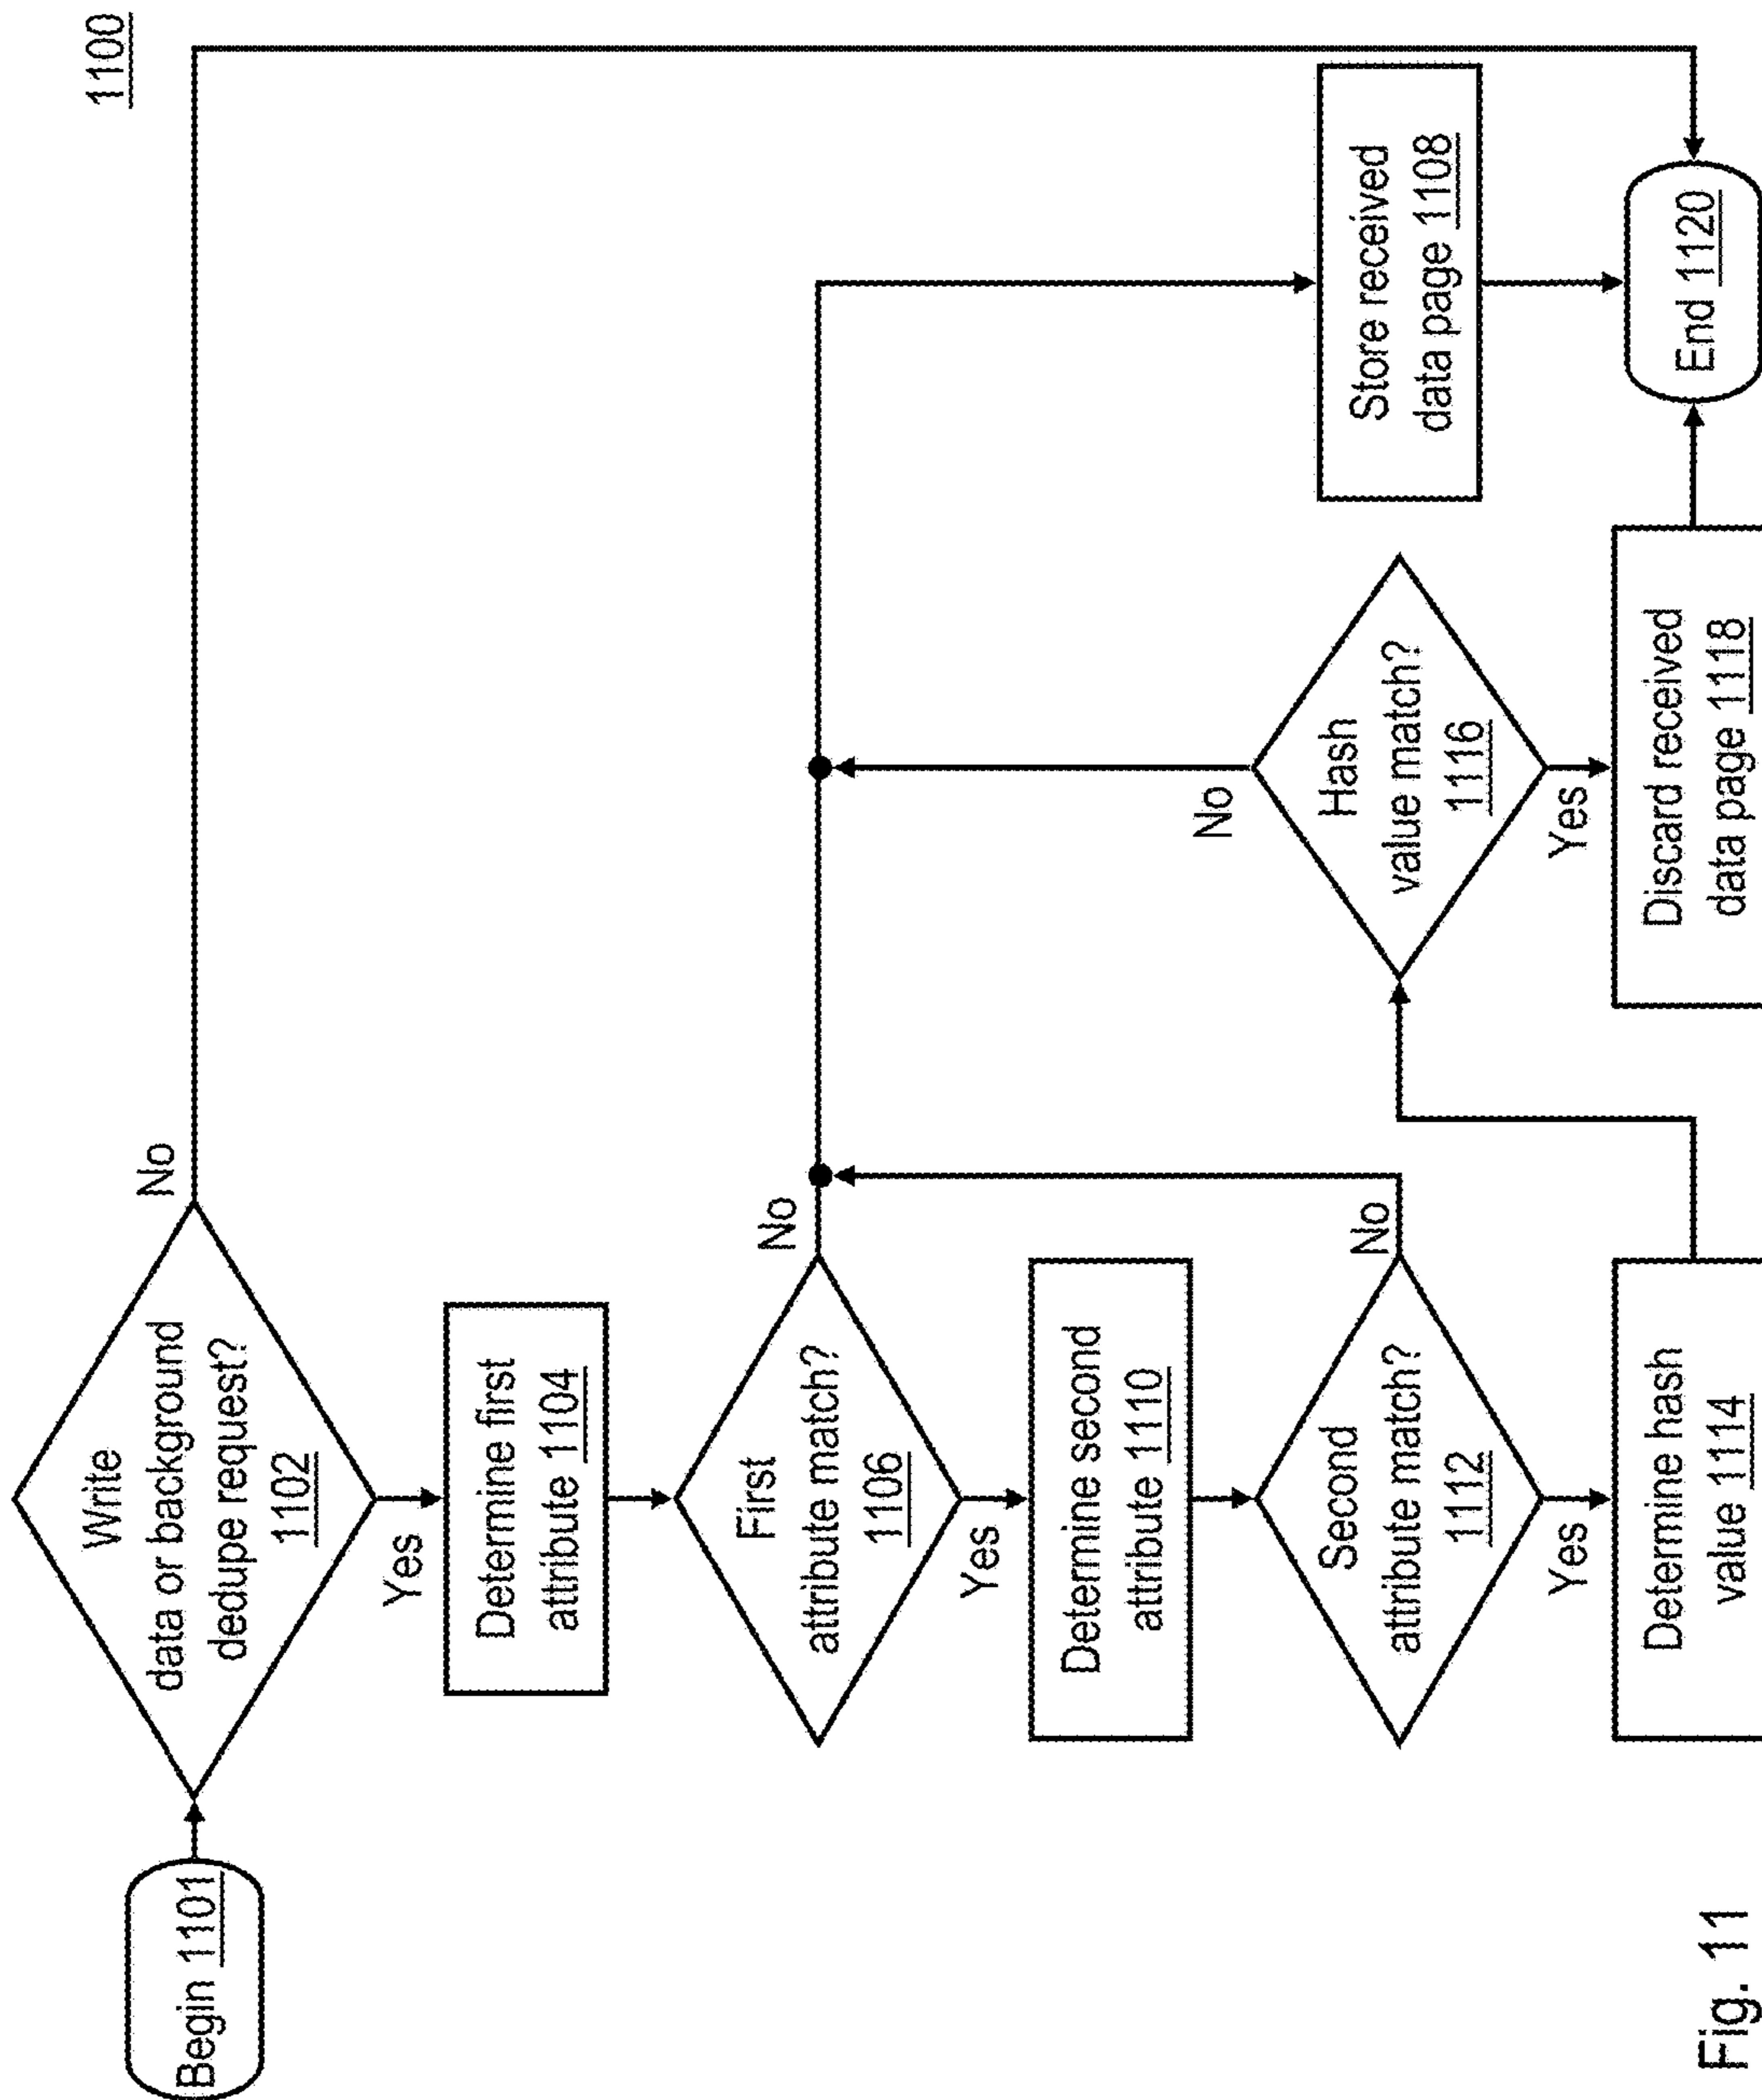 1100
Begin 1101
Write
data or background
dedupe request?
1102
No
Yes
Determine first
attribute 1104
First
attribute match?
1106
No
Yes
Determine second
attribute 1110
Second
attribute match?
1112
No
Yes
Determine hash
value 1114
Hash
value match?
1116
No
Yes
Discard received
data page 1118
Store received
data page 1108
End 1120
Fig. 11